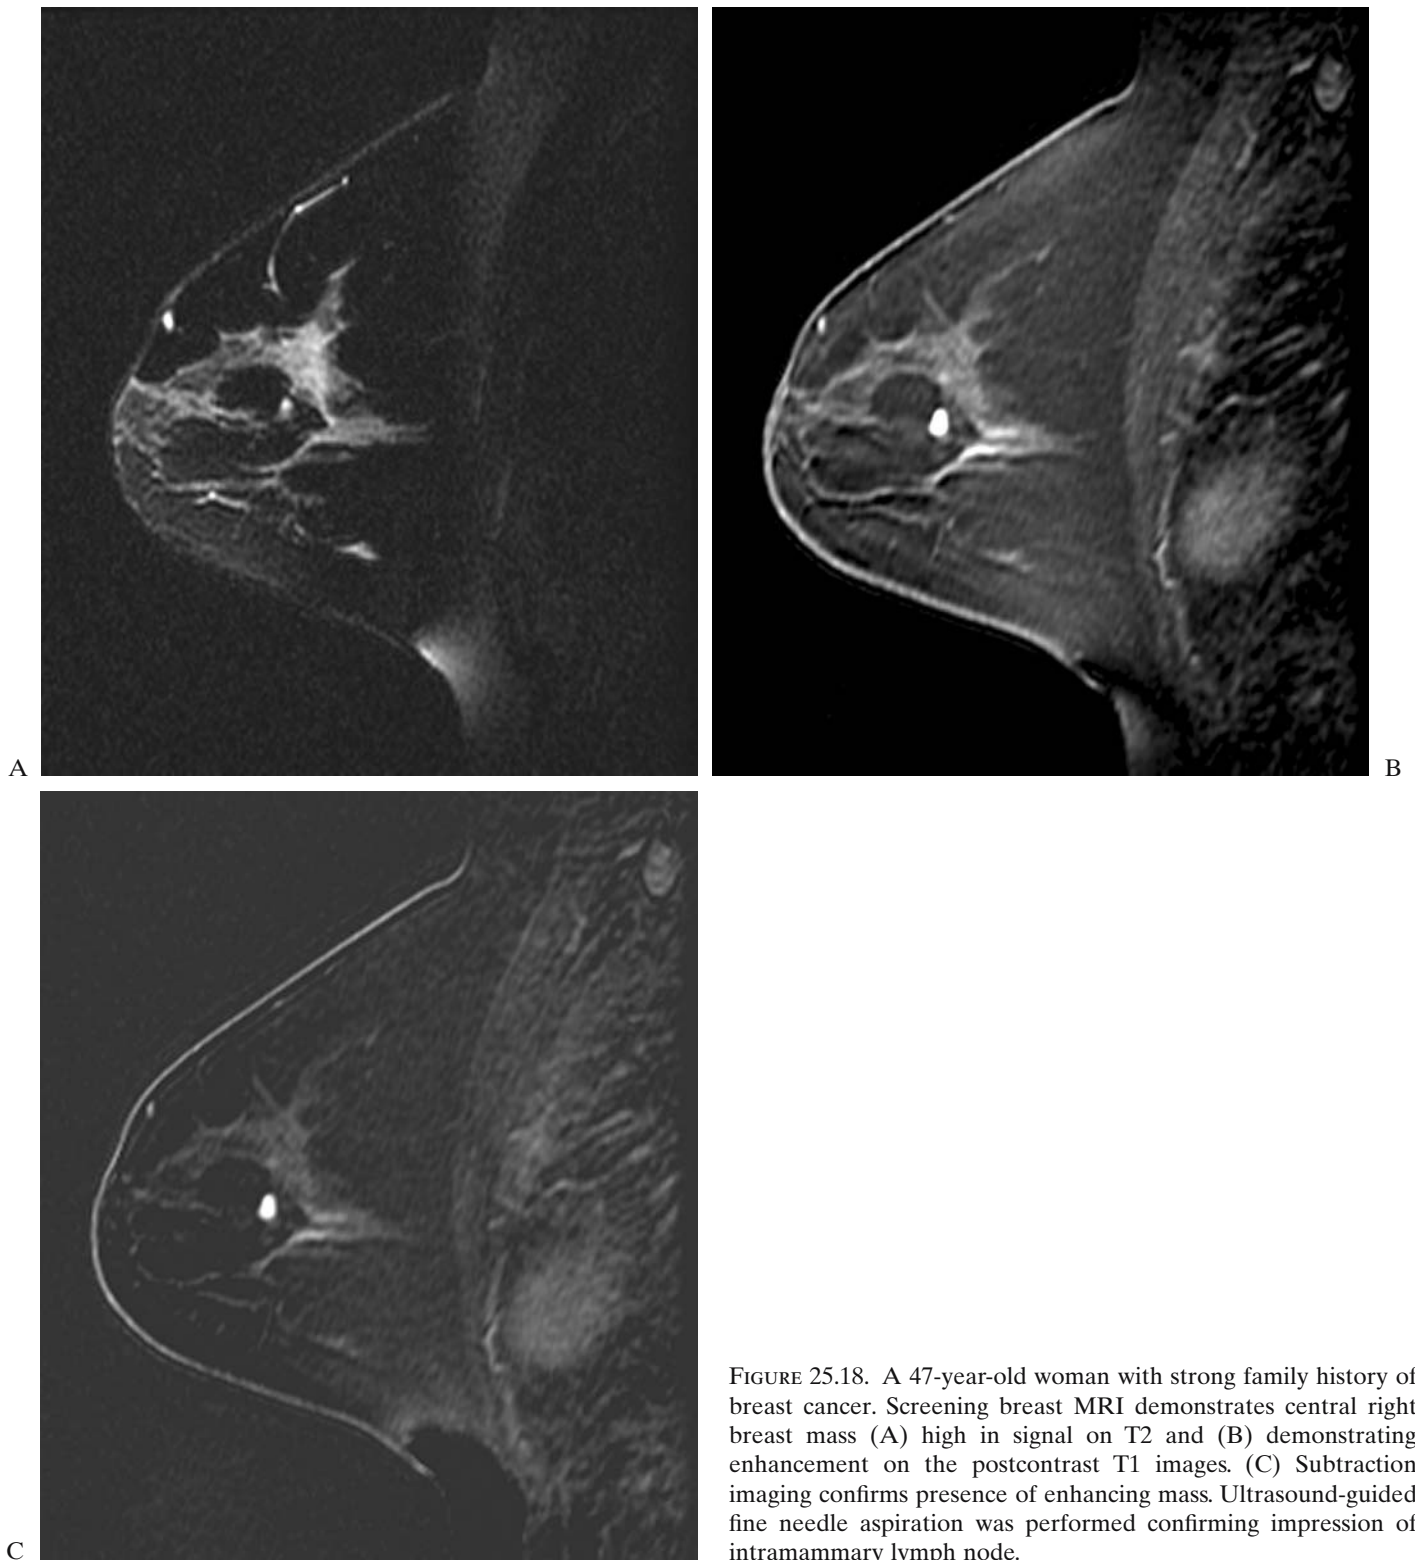 A
B
C
FIGURE 25.18. A 47-year-old woman with strong family history of
breast cancer. Screening breast MRI demonstrates central right
breast mass (A) high in signal on T2 and (B) demonstrating
enhancement on the postcontrast T1 images. (C) Subtraction
imaging confirms presence of enhancing mass. Ultrasound-guided
fine needle aspiration was performed confirming impression of
intramammary lymph node.